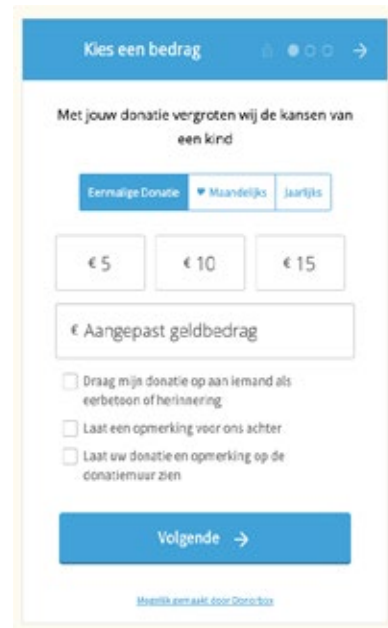 Kies een bedrag
Met jouw donatie vergroten wij de kansen van
een kind
Eenmalige Donatie ♥ Maandelijks Jaarlijks
€ 5 € 10 € 15
€ Aangepast geldbedrag
Draag mijn donatie op aan iemand als
eerbetoon of herinnering
Laat een opmerking voor ons achter
Laat uw donatie en opmerking op de
donatiemuur zien
Volgende →
Mogelijk gemaakt door Donorbox